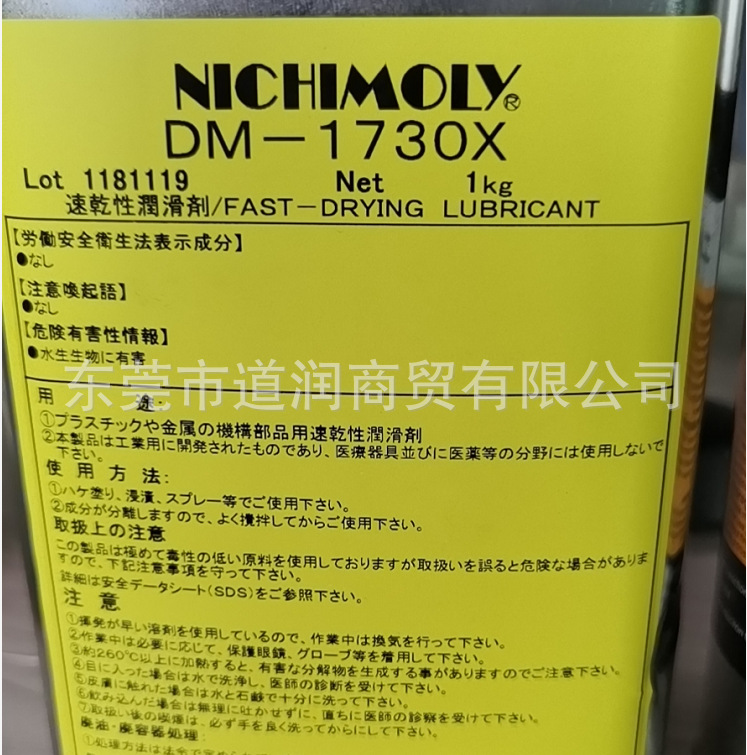 NICHIMOLY®
DM-1730X
Lot 1181119 Net 1kg
速乾性潤滑剤/FAST-DRYING LUBRICANT
【労働安全衛生法表示成分】
●なし
【注意喚起語】
●なし
【危険有害性情報】
●水生生物に有害
东莞市道润商贸有限公司
用 途:
①プラスチックや金属の機構部品用速乾性潤滑剤
②本製品は工業用に開発されたものであり、医療器具並びに医薬等の分野には使用しないで
下さい。
使用方法:
①ハケ塗り、浸漬、スプレー等でご使用下さい。
②成分が分離しますので、よく攪拌してからご使用下さい。
取扱上の注意
この製品は極めて毒性の低い原料を使用しておりますが取扱いを誤ると危険な場合がありま
すので、下記注意事項を守って下さい。
詳細は安全データシート(SDS)をご参照下さい。
注 意
①揮発が早い溶剤を使用しているので、作業中は換気を行って下さい。
②作業中は必要に応じて、保護眼鏡、グローブ等を着用して下さい。
③約260℃以上に加熱すると、有害な分解物を生成する事がありますのでご注意下さい。
④目に入った場合は水で洗浄し、医師の診断を受けて下さい。
⑤皮膚に触れた場合は水と石鹸で十分に洗って下さい。
⑥飲み込んだ場合は無理に吐かせずに、直ちに医師の診察を受けて下さい。
⑦取扱い後の喫煙は、必ず手を良く洗ってからにして下さい。
廃油・廃容器処理:
①処理方法は法令で定められ